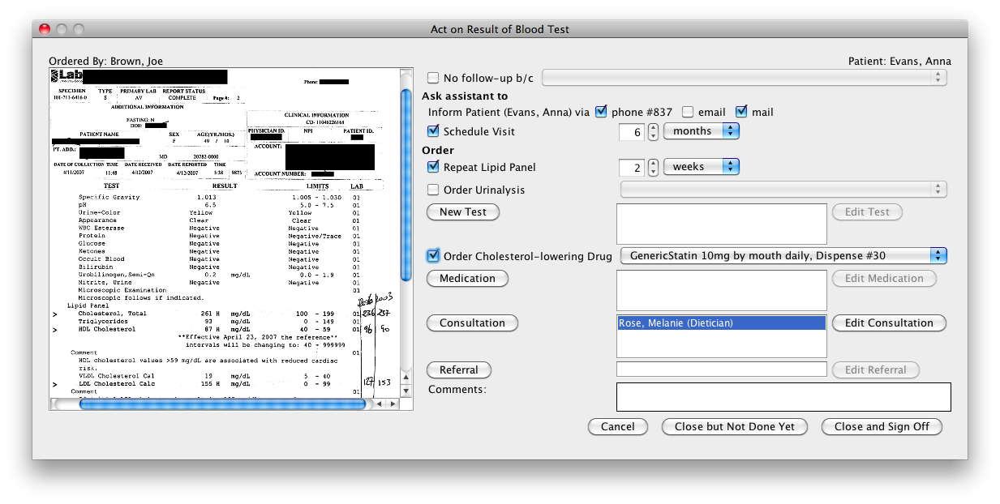 Act on Result of Blood Test
Ordered By: Brown, Joe
Patient: Evans, Anna
Lab
Phone:
SPECIMEN TYPE PRIMARY LAB REPORT STATUS
101-711-6416-0 S AV COMPLETE Page #: 2
ADDITIONAL INFORMATION
FASTING: N
DOB:
CLINICAL INFORMATION
CD- 11046226168
PATIENT NAME SEX AGE(YR./MOS.)
F 49 / 10
PHYSICIAN ID. NPI PATIENT ID.
PT. ADD.:
ACCOUNT:
MD 20782-0000
DATE OF COLLECTION TIME DATE RECEIVED DATE REPORTED TIME
4/11/2007 11:48 4/12/2007 4/12/2007 5:38 9873
ACCOUNT NUMBER:
TEST RESULT LIMITS LAB
Specific Gravity 1.013 1.005 - 1.030 01
pH 6.5 5.0 - 7.5 01
Urine-Color Yellow Yellow 01
Appearance Clear Clear 01
WBC Esterase Negative Negative 01
Protein Negative Negative/Trace 01
Glucose Negative Negative 01
Ketones Negative Negative 01
Occult Blood Negative Negative 01
Bilirubin Negative Negative 01
Urobilinogen,Semi-Qn 0.2 mg/dL 0.0 - 1.9 01
Nitrite, Urine Negative Negative 01
Microscopic Examination 01
Microscopic follows if indicated.
2003
Lipid Panel
> Cholesterol, Total 261 H mg/dL 100 - 199 01 236 257
Triglycerides 93 mg/dL 0 - 149 01
> HDL Cholesterol 87 H mg/dL 40 - 59 01 96 90
**Effective April 23, 2007 the reference**
intervals will be changing to: 40 - 999999
Comment 01
HDL cholesterol values >59 mg/dL are associated with reduced cardiac
risk.
VLDL Cholesterol Cal 19 mg/dL 5 - 40
> LDL Cholesterol Calc 155 H mg/dL 0 - 99 01 127 153
Comment 01
No follow-up b/c
Ask assistant to
Inform Patient (Evans, Anna) via phone #837 email mail
Schedule Visit 6 months
Order
Repeat Lipid Panel 2 weeks
Order Urinalysis
New Test Edit Test
Order Cholesterol-lowering Drug GenericStatin 10mg by mouth daily, Dispense #30
Medication Edit Medication
Consultation Rose, Melanie (Dietician) Edit Consultation
Referral Edit Referral
Comments:
Cancel Close but Not Done Yet Close and Sign Off